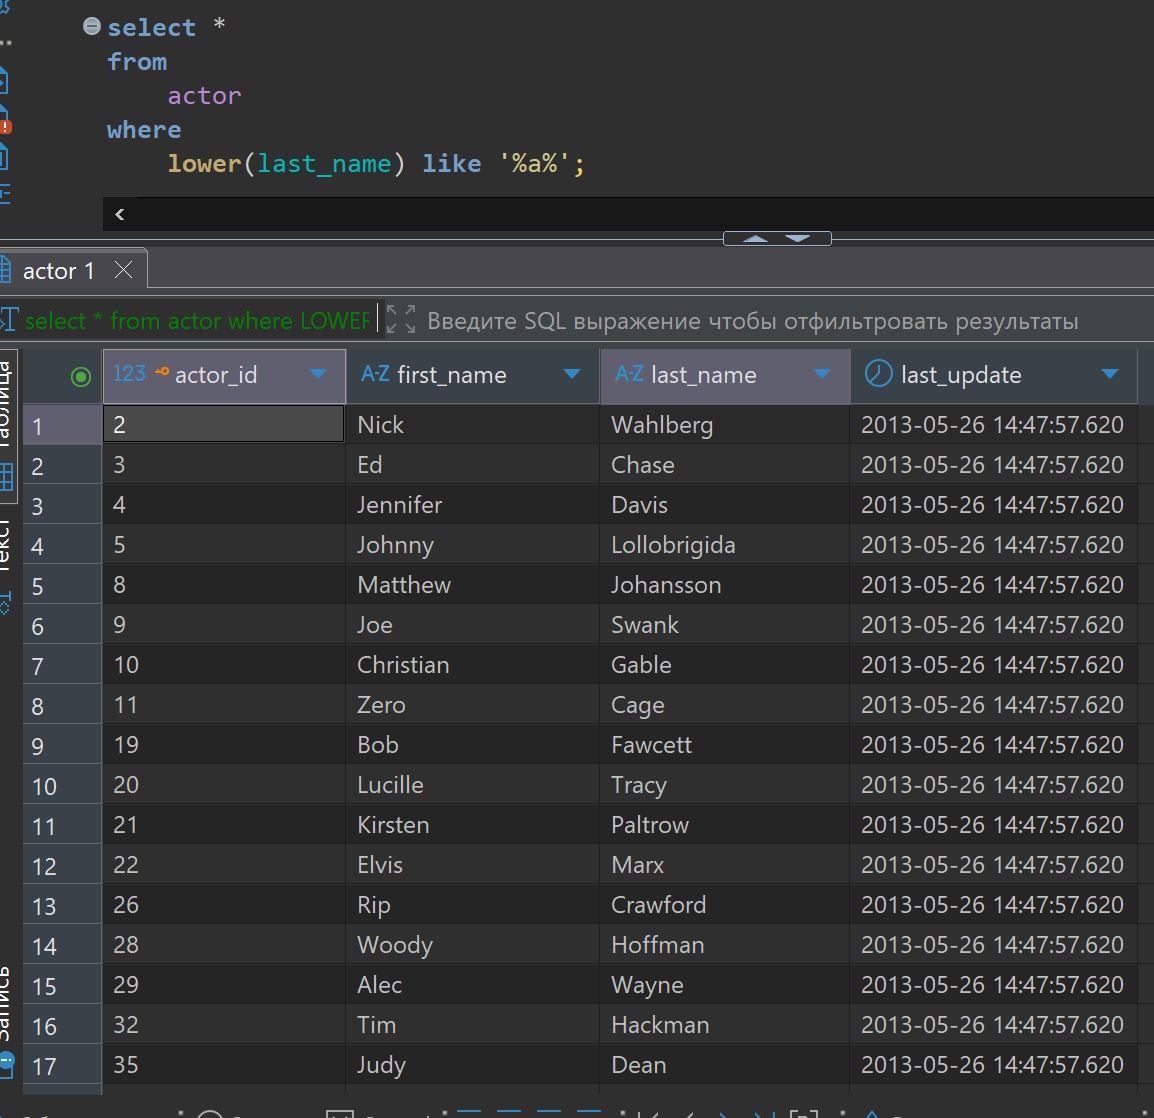 select *
from
actor
where
lower(last_name) like '%a%';
actor 1
select * from actor where LOWER Введите SQL выражение чтобы отфильтровать результаты
Таблица
Текст
Запись
123 actor_id A-Z first_name A-Z last_name last_update
1 2 Nick Wahlberg 2013-05-26 14:47:57.620
2 3 Ed Chase 2013-05-26 14:47:57.620
3 4 Jennifer Davis 2013-05-26 14:47:57.620
4 5 Johnny Lollobrigida 2013-05-26 14:47:57.620
5 8 Matthew Johansson 2013-05-26 14:47:57.620
6 9 Joe Swank 2013-05-26 14:47:57.620
7 10 Christian Gable 2013-05-26 14:47:57.620
8 11 Zero Cage 2013-05-26 14:47:57.620
9 19 Bob Fawcett 2013-05-26 14:47:57.620
10 20 Lucille Tracy 2013-05-26 14:47:57.620
11 21 Kirsten Paltrow 2013-05-26 14:47:57.620
12 22 Elvis Marx 2013-05-26 14:47:57.620
13 26 Rip Crawford 2013-05-26 14:47:57.620
14 28 Woody Hoffman 2013-05-26 14:47:57.620
15 29 Alec Wayne 2013-05-26 14:47:57.620
16 32 Tim Hackman 2013-05-26 14:47:57.620
17 35 Judy Dean 2013-05-26 14:47:57.620